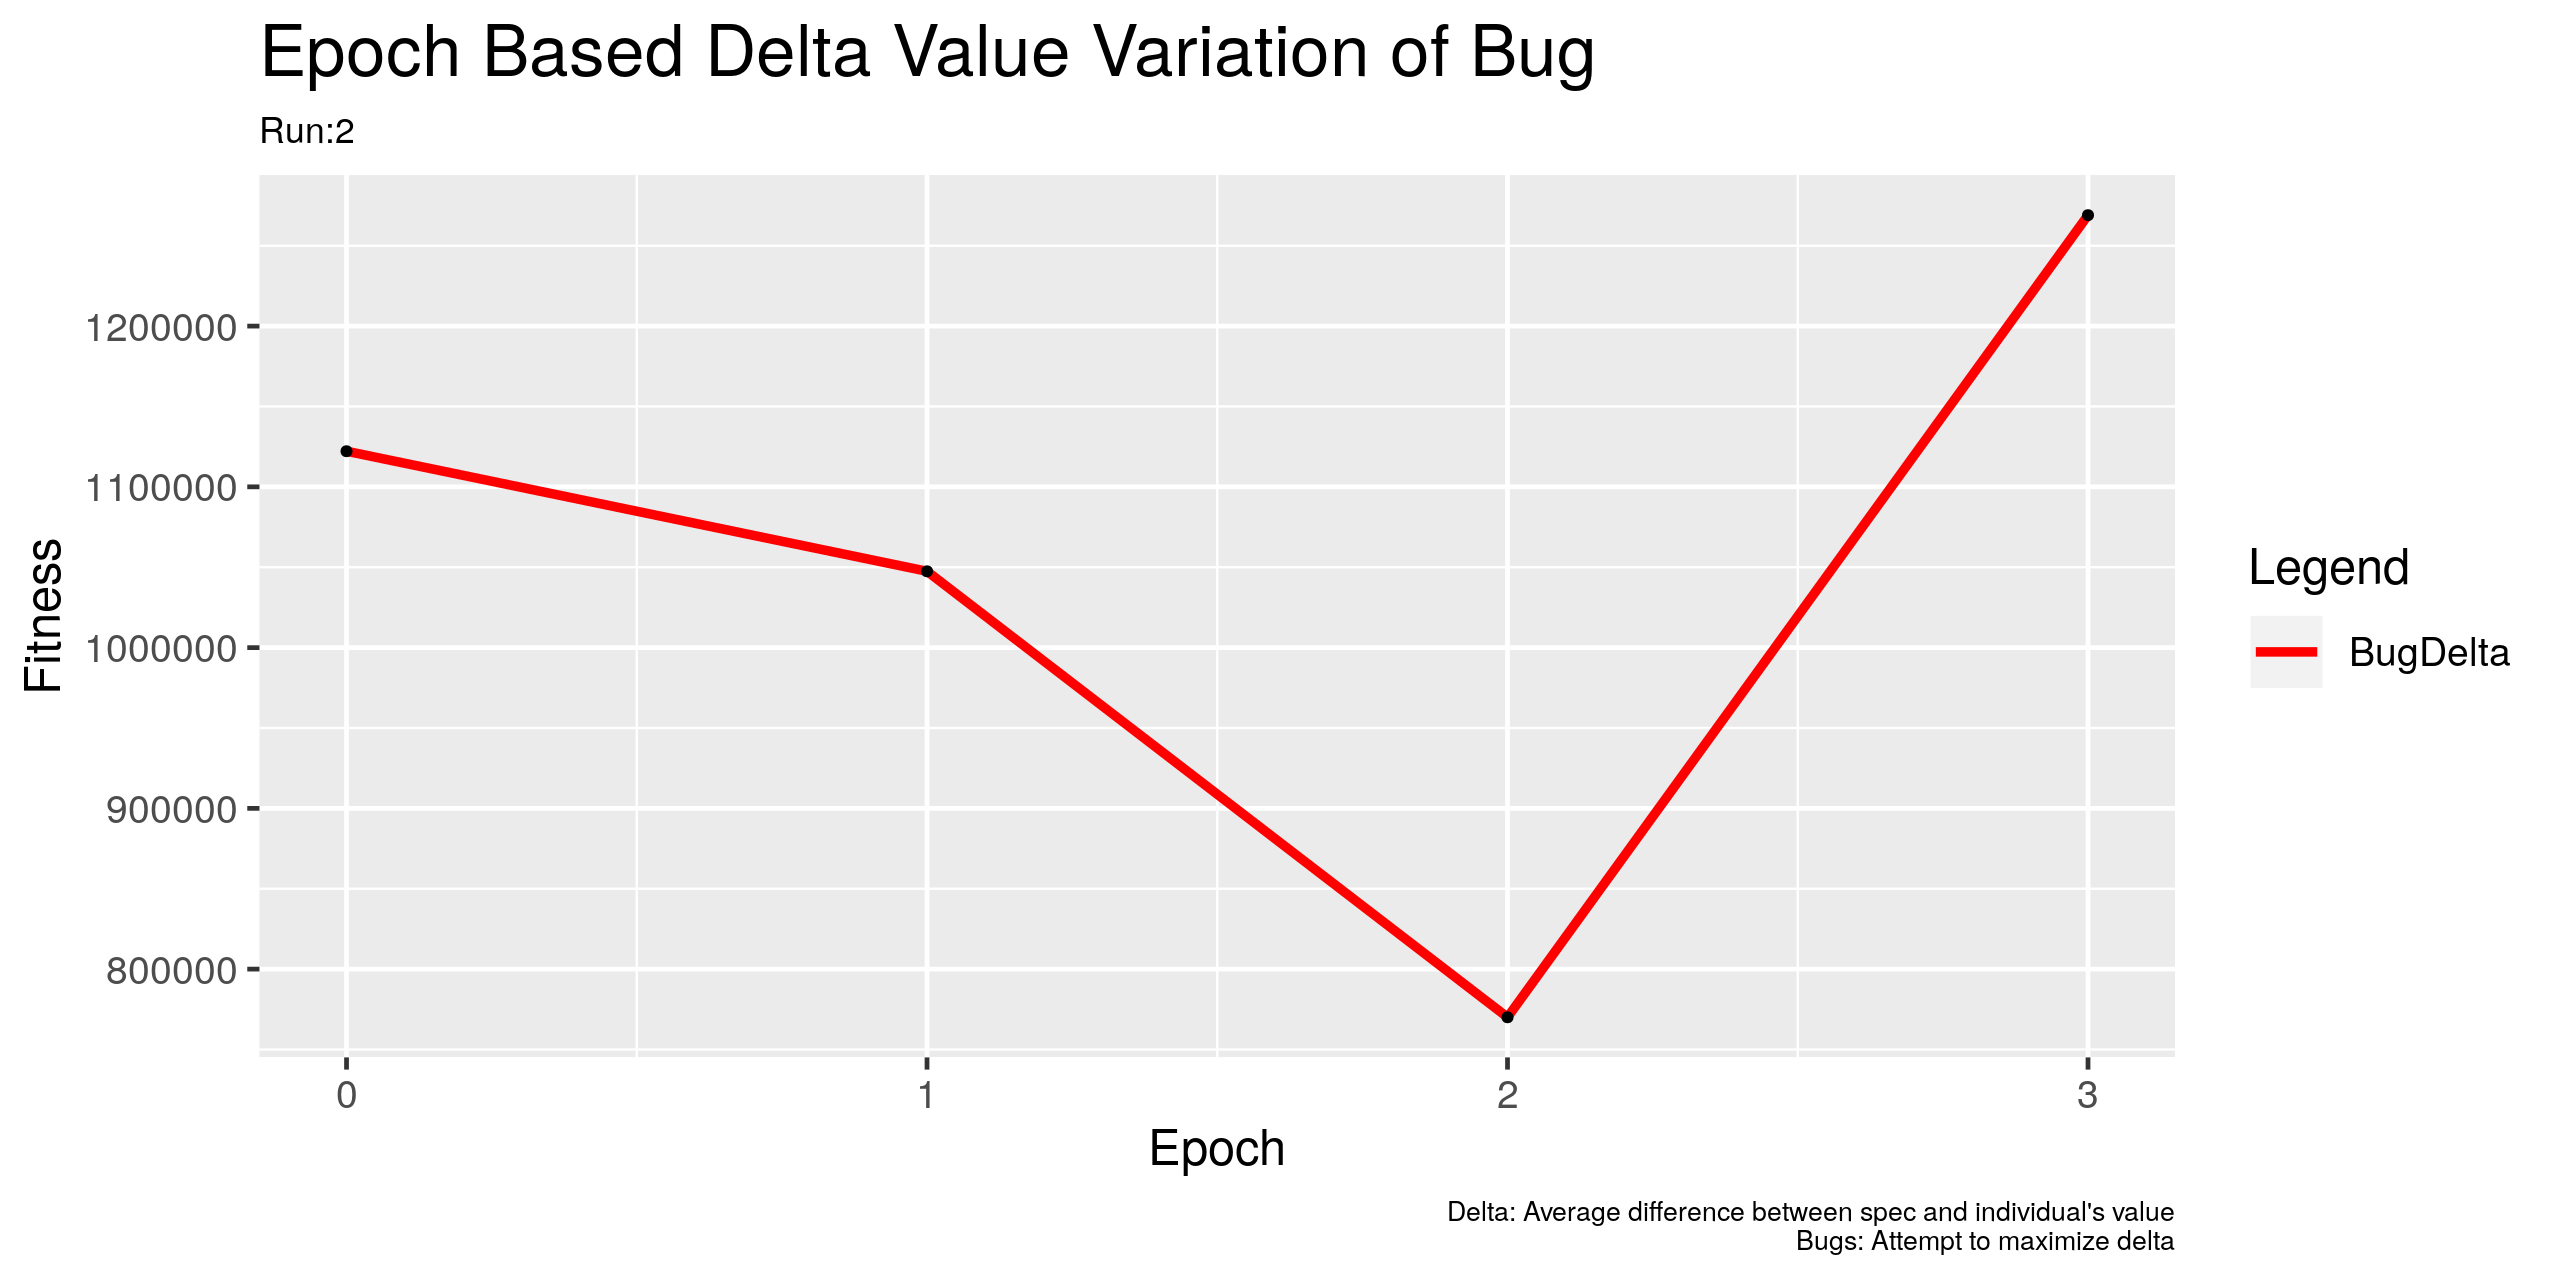 Epoch Based Delta Value Variation of Bug
Run:2
Fitness
1200000
1100000
1000000
900000
800000
0 1 2 3
Epoch
Legend
BugDelta
Delta: Average difference between spec and individual's value
Bugs: Attempt to maximize delta